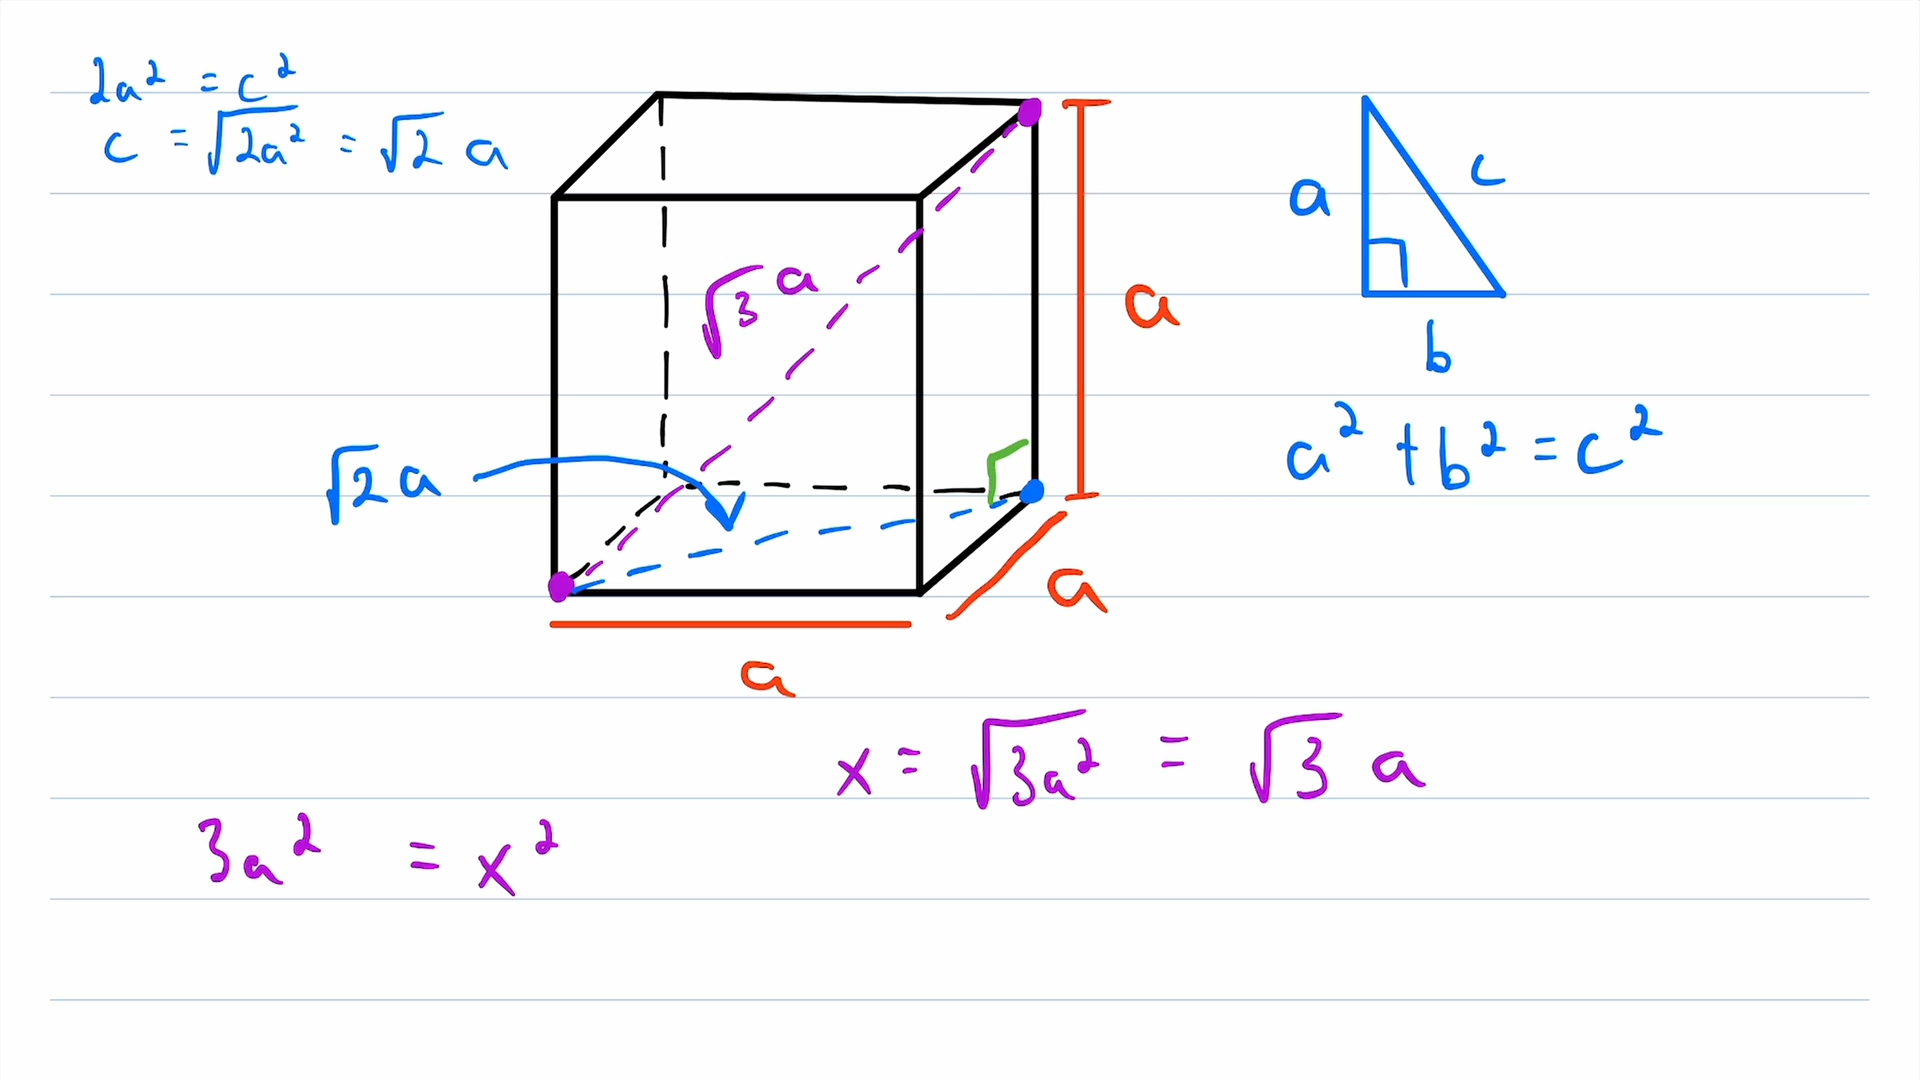 2a² = c²
c = √2a² = √2 a
a
c
b
a² + b² = c²
√3 a
a
√2 a
a
a
x = √3a² = √3 a
3a² = x²